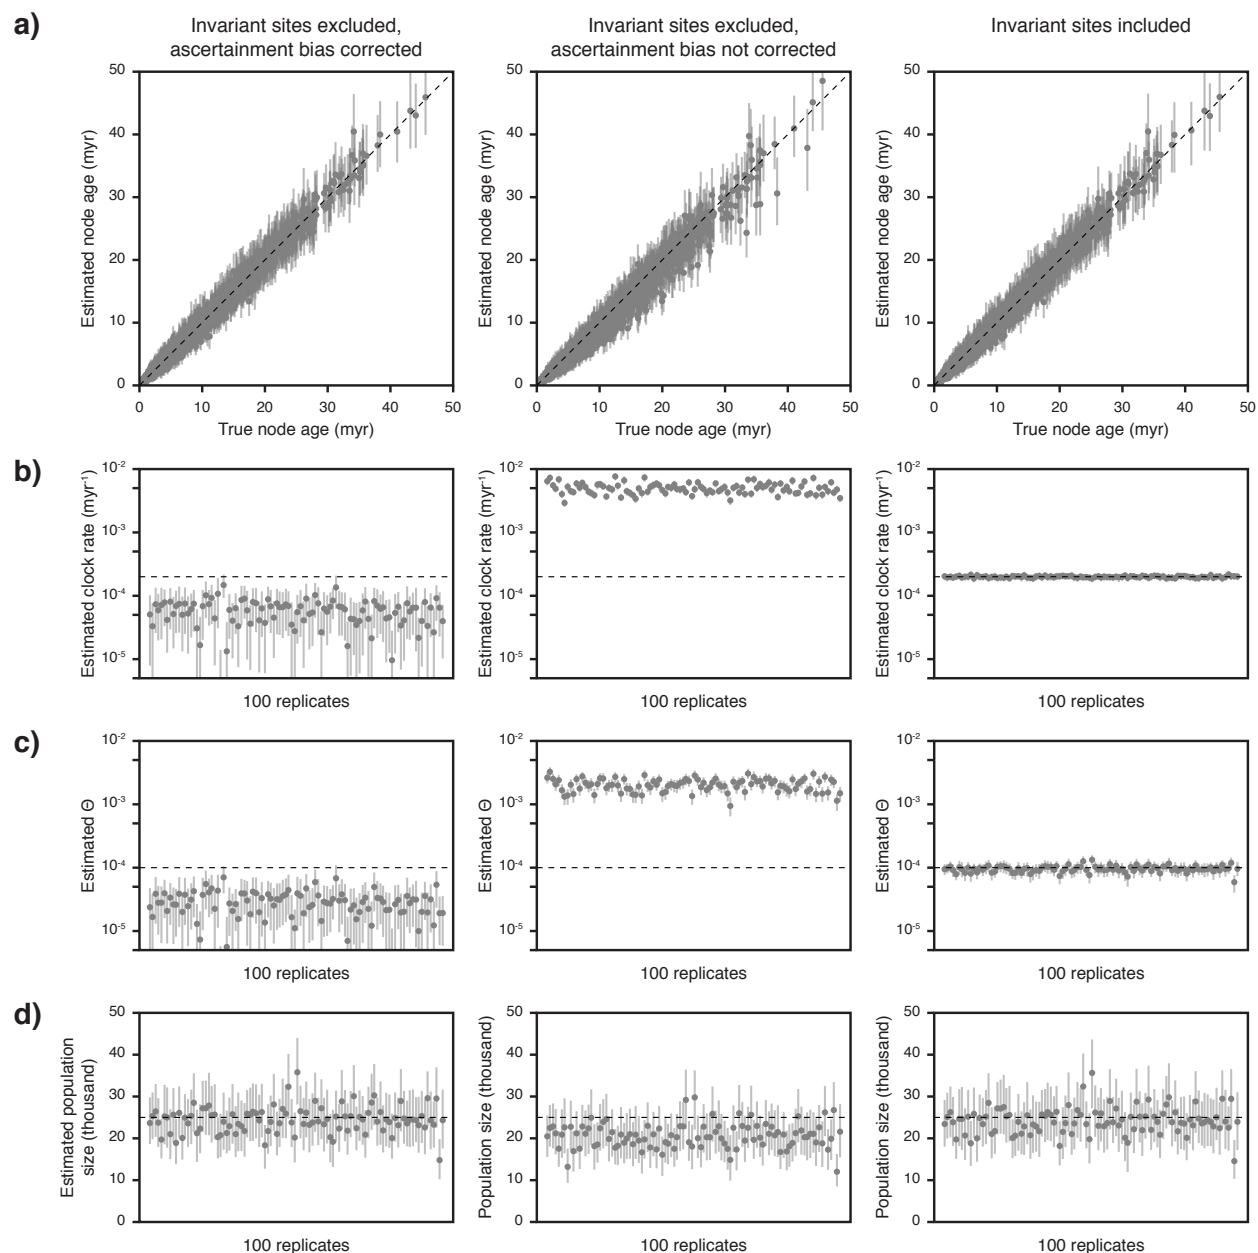 a)
Invariant sites excluded,
ascertainment bias corrected
Invariant sites excluded,
ascertainment bias not corrected
Invariant sites included
Estimated node age (myr)
50
40
30
20
10
0
0 10 20 30 40 50
True node age (myr)
Estimated node age (myr)
50
40
30
20
10
0
0 10 20 30 40 50
True node age (myr)
Estimated node age (myr)
50
40
30
20
10
0
0 10 20 30 40 50
True node age (myr)
b)
Estimated clock rate (myr⁻¹)
10⁻²
10⁻³
10⁻⁴
10⁻⁵
100 replicates
Estimated clock rate (myr⁻¹)
10⁻²
10⁻³
10⁻⁴
10⁻⁵
100 replicates
Estimated clock rate (myr⁻¹)
10⁻²
10⁻³
10⁻⁴
10⁻⁵
100 replicates
c)
Estimated Θ
10⁻²
10⁻³
10⁻⁴
10⁻⁵
100 replicates
Estimated Θ
10⁻²
10⁻³
10⁻⁴
10⁻⁵
100 replicates
Estimated Θ
10⁻²
10⁻³
10⁻⁴
10⁻⁵
100 replicates
d)
Estimated population
size (thousand)
50
40
30
20
10
0
100 replicates
Population size (thousand)
50
40
30
20
10
0
100 replicates
Population size (thousand)
50
40
30
20
10
0
100 replicates